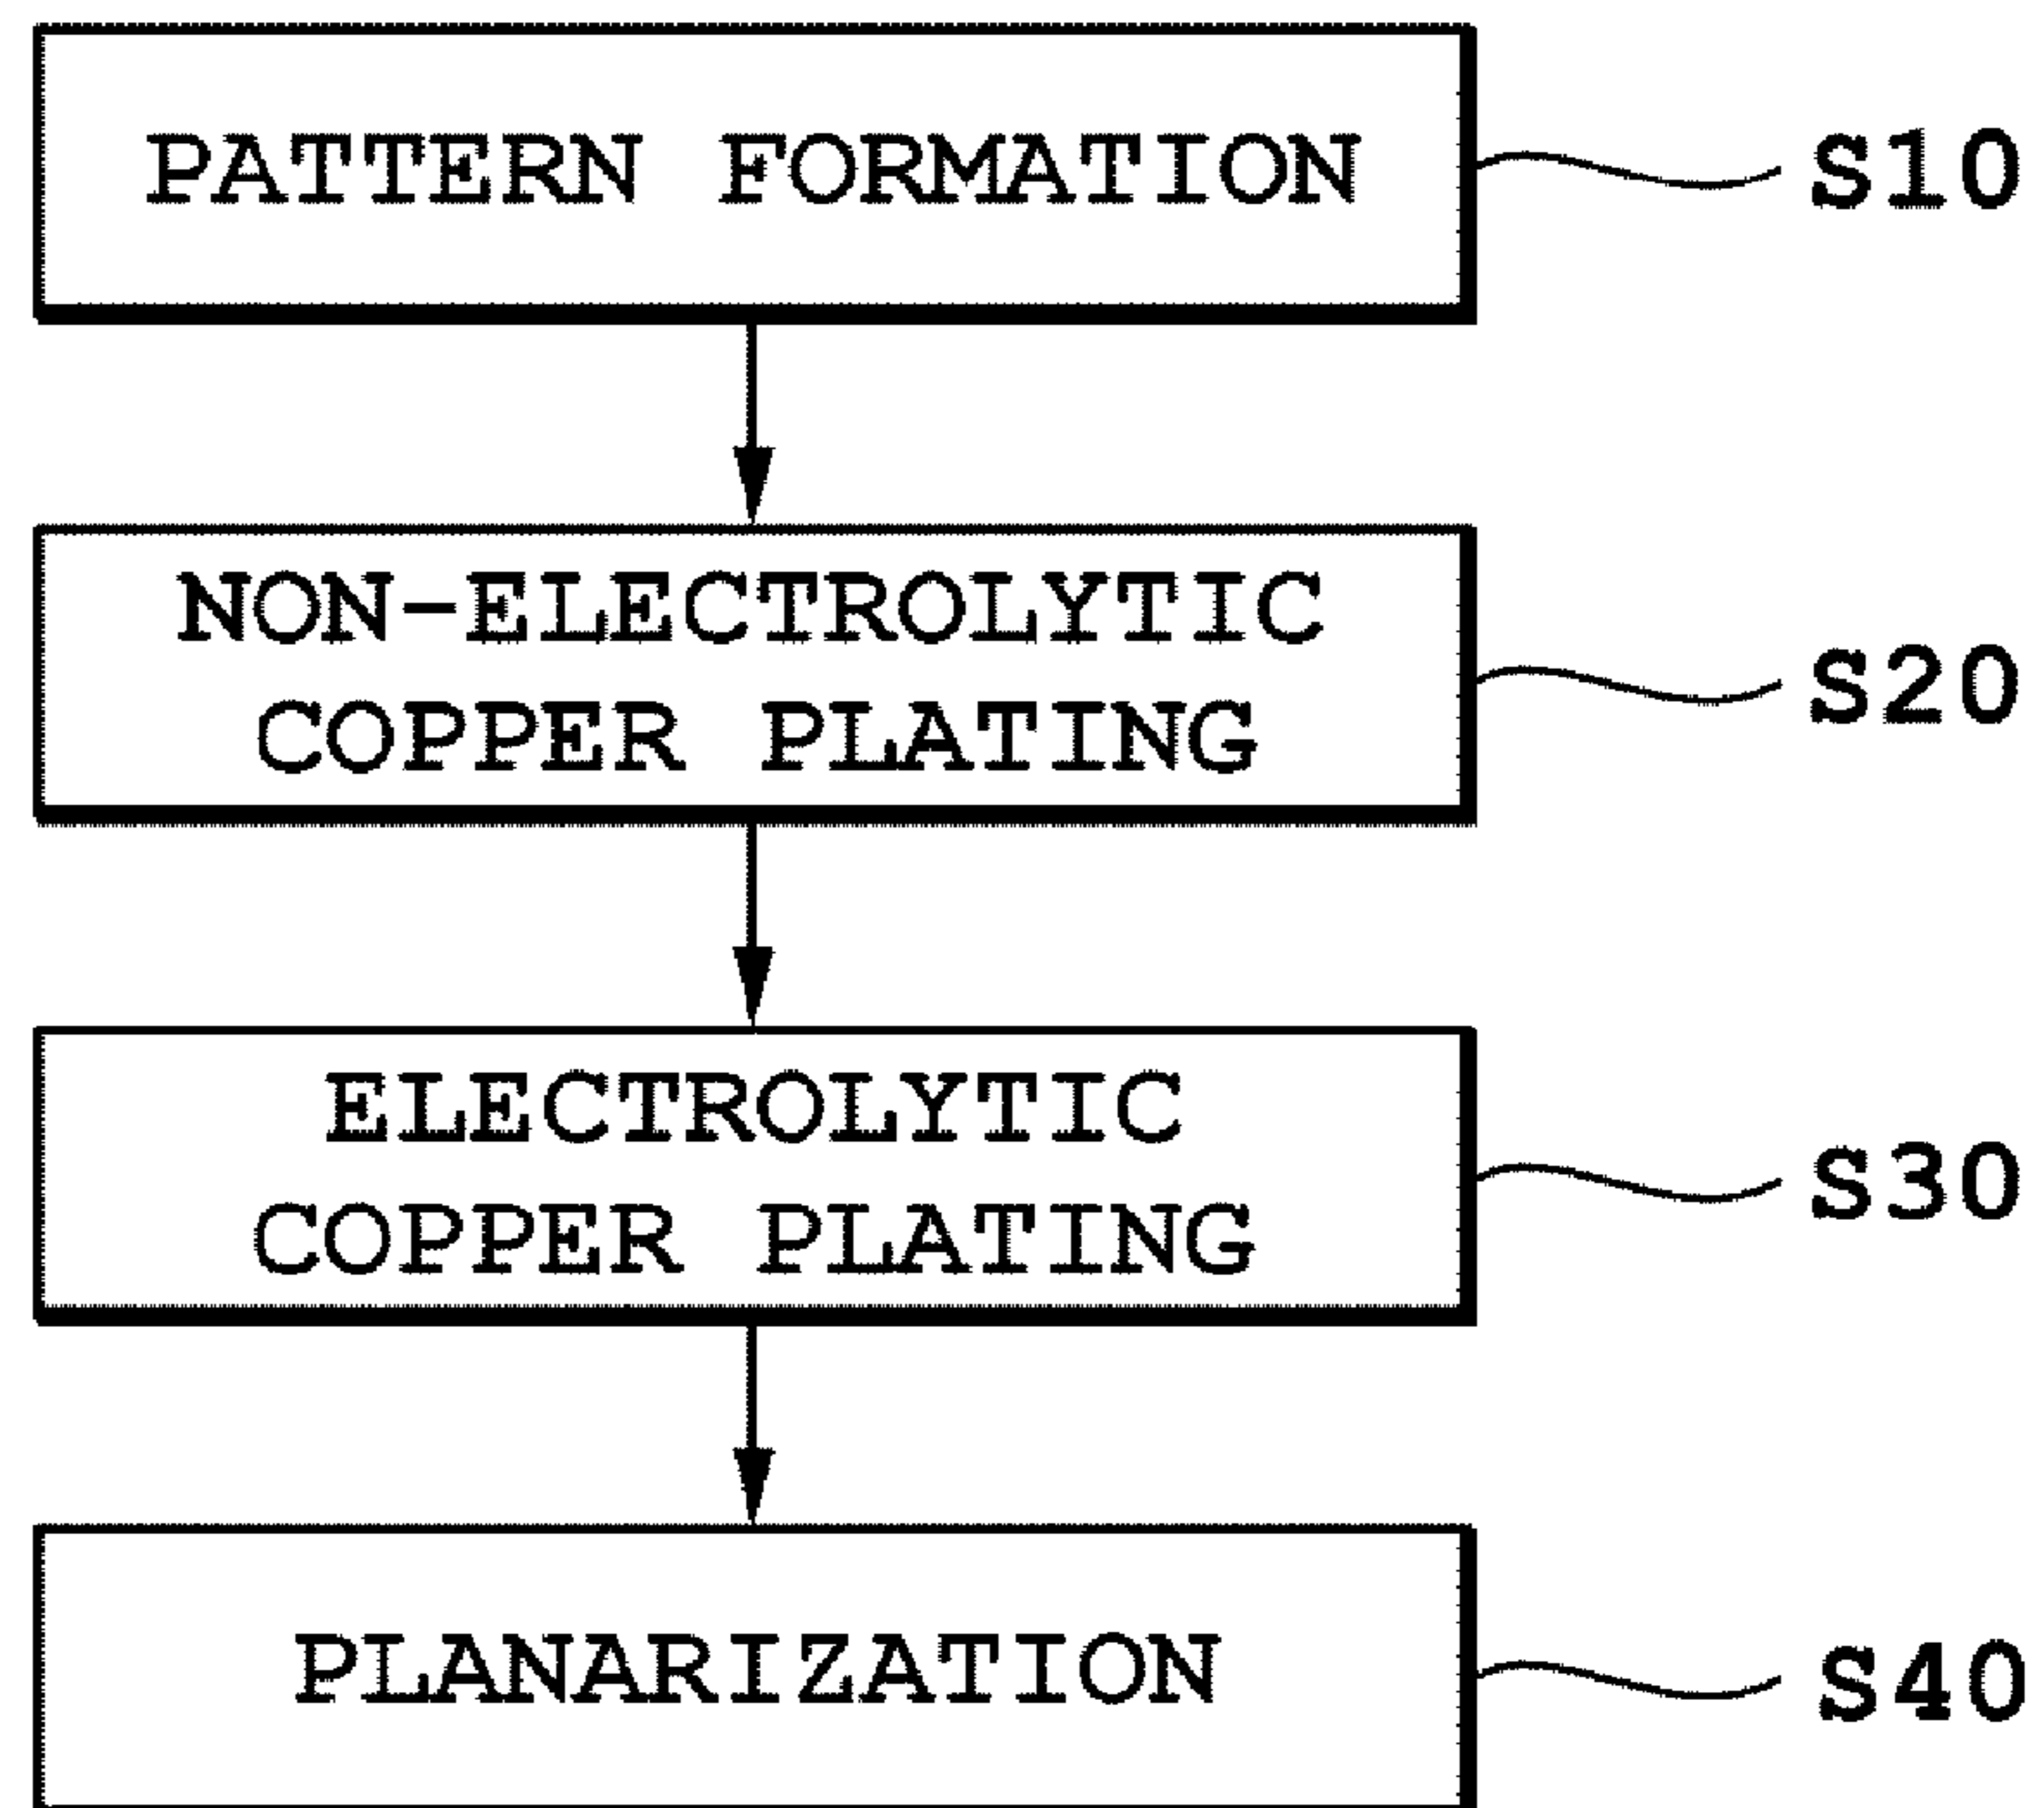 PATTERN FORMATION
S10
NON-ELECTROLYTIC
COPPER PLATING
S20
ELECTROLYTIC
COPPER PLATING
S30
PLANARIZATION
S40